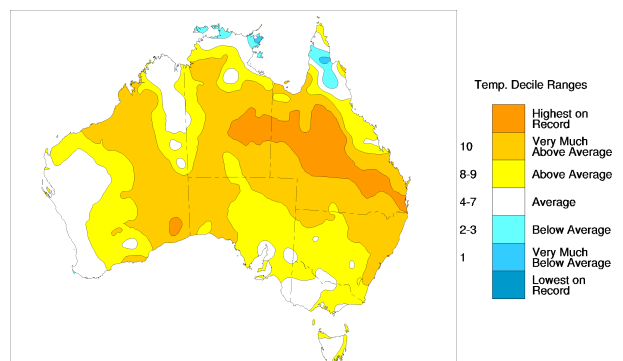 Temp. Decile Ranges
Highest on
Record
10
Very Much
Above Average
8-9
Above Average
4-7
Average
2-3
Below Average
1
Very Much
Below Average
Lowest on
Record